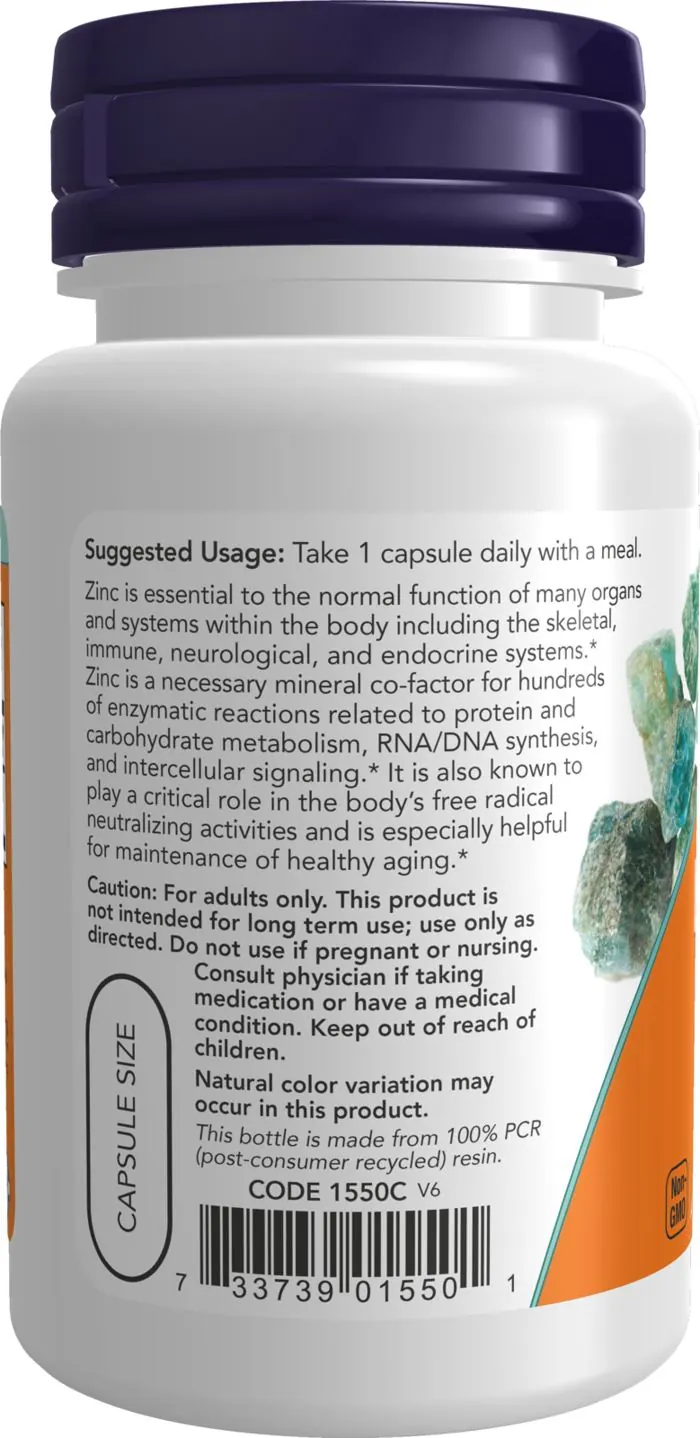 Suggested Usage: Take 1 capsule daily with a meal.
Zinc is essential to the normal function of many organs
and systems within the body including the skeletal,
immune, neurological, and endocrine systems.*
Zinc is a necessary mineral co-factor for hundreds
of enzymatic reactions related to protein and
carbohydrate metabolism, RNA/DNA synthesis,
and intercellular signaling.* It is also known to
play a critical role in the body's free radical
neutralizing activities and is especially helpful
for maintenance of healthy aging.*
Caution: For adults only. This product is
not intended for long term use; use only as
directed. Do not use if pregnant or nursing.
Consult physician if taking
medication or have a medical
condition. Keep out of reach of
children.
Natural color variation may
occur in this product.
This bottle is made from 100% PCR
(post-consumer recycled) resin.
CAPSULE SIZE
CODE 1550C V6
7 33739 01550 1
Non-
GMO